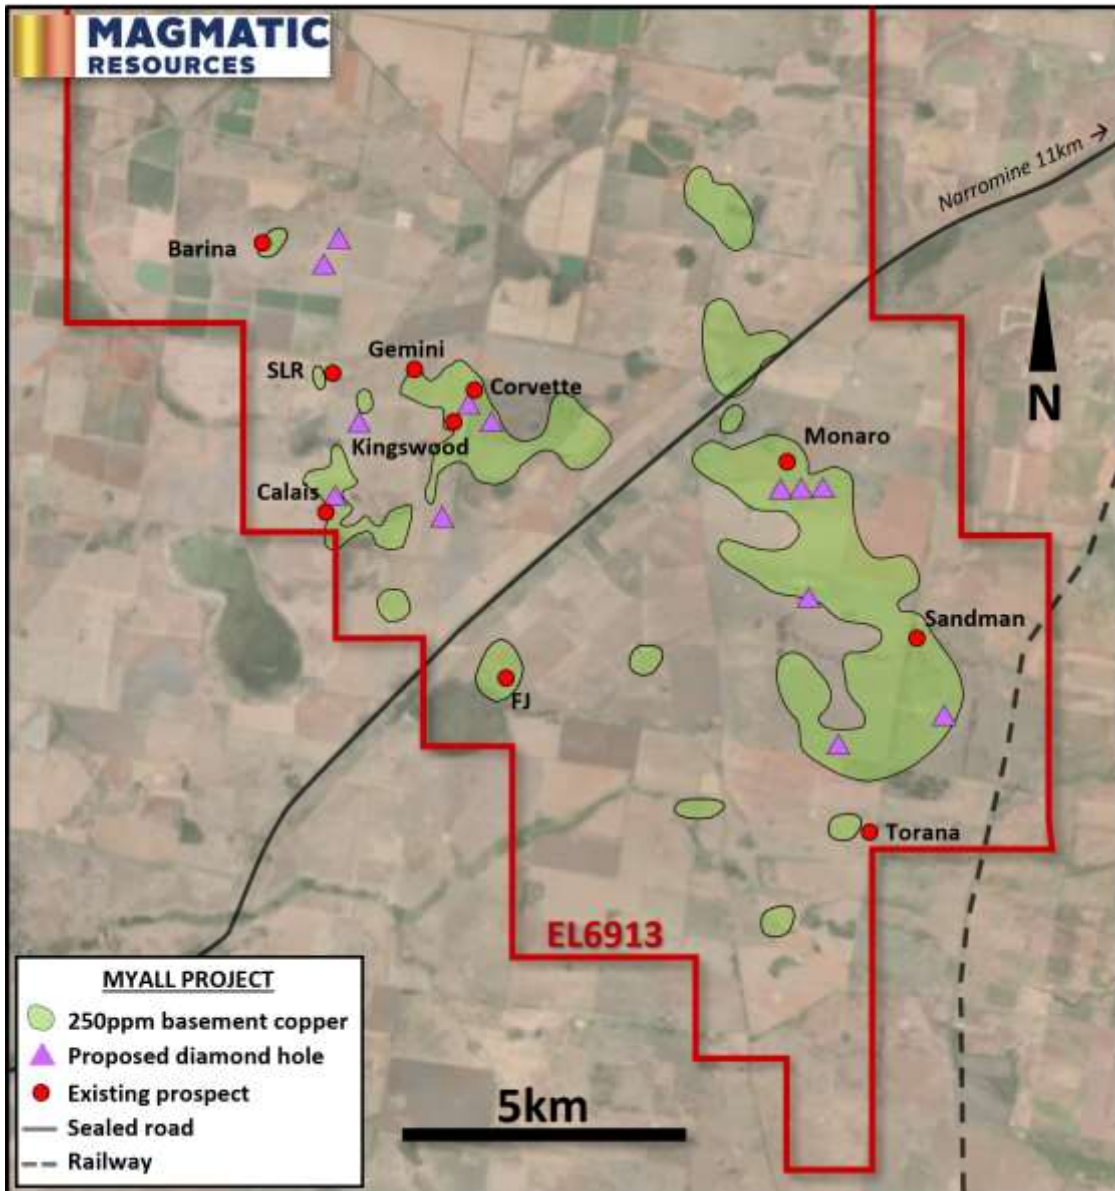 MAGMATIC
RESOURCES
Narromine 11km →
Barina
Gemini
SLR
Corvette
N
Kingswood
Monaro
Calais
Sandman
FJ
Torana
EL6913
MYALL PROJECT
250ppm basement copper
Proposed diamond hole
Existing prospect
Sealed road
Railway
5km